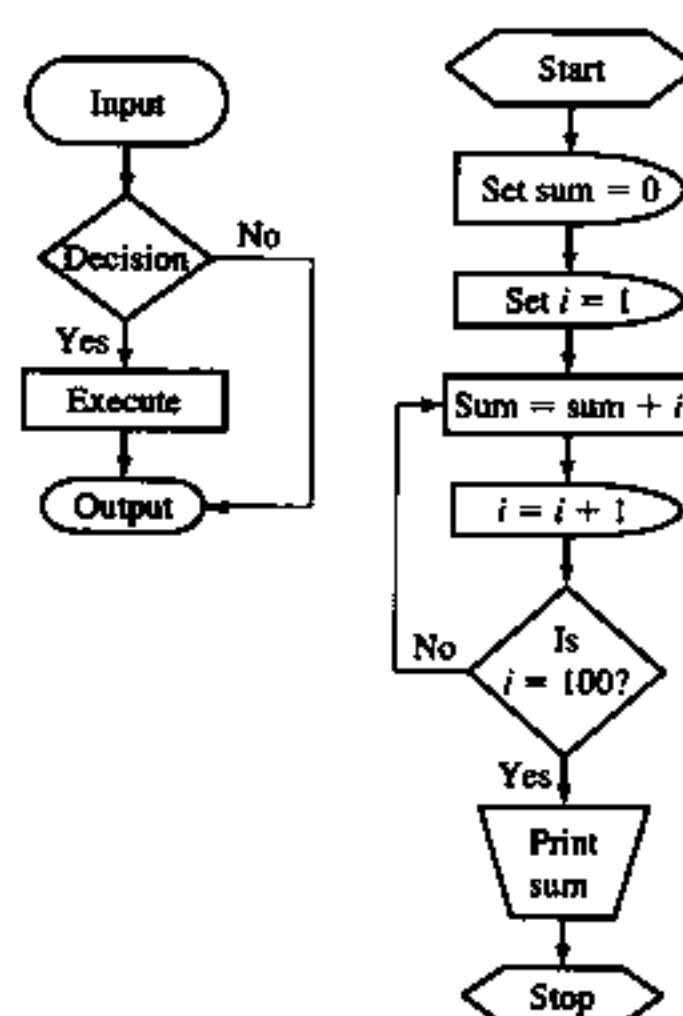 Input
Decision
No
Yes
Execute
Output
Start
Set sum = 0
Set i = 1
Sum = sum + i
i = i + 1
Is
i = 100?
No
Yes
Print
sum
Stop